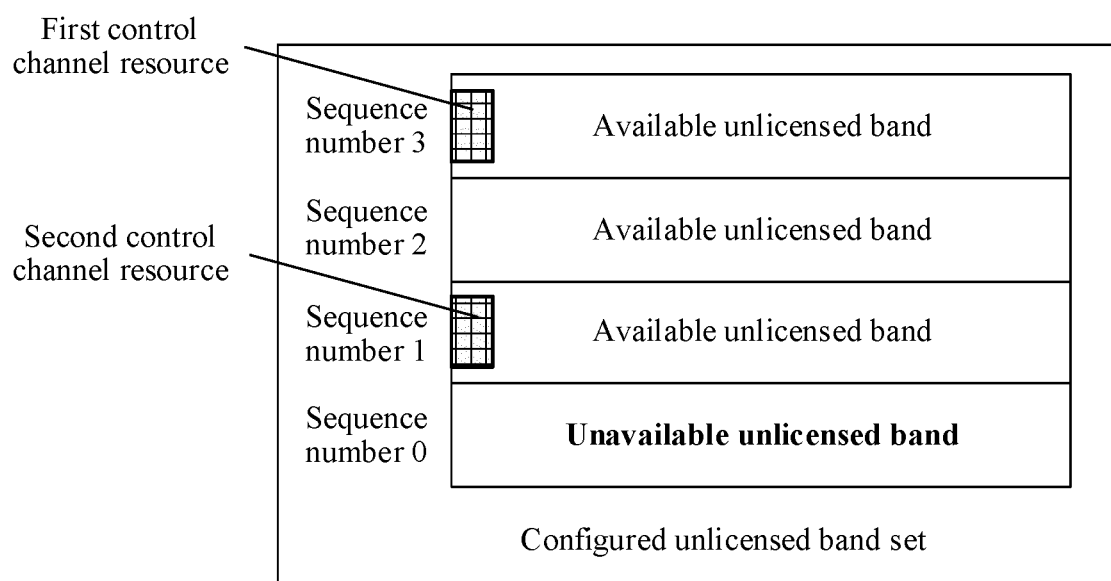 First control
channel resource
Sequence
number 3
Available unlicensed band
Sequence
number 2
Available unlicensed band
Second control
channel resource
Sequence
number 1
Available unlicensed band
Sequence
number 0
Unavailable unlicensed band
Configured unlicensed band set